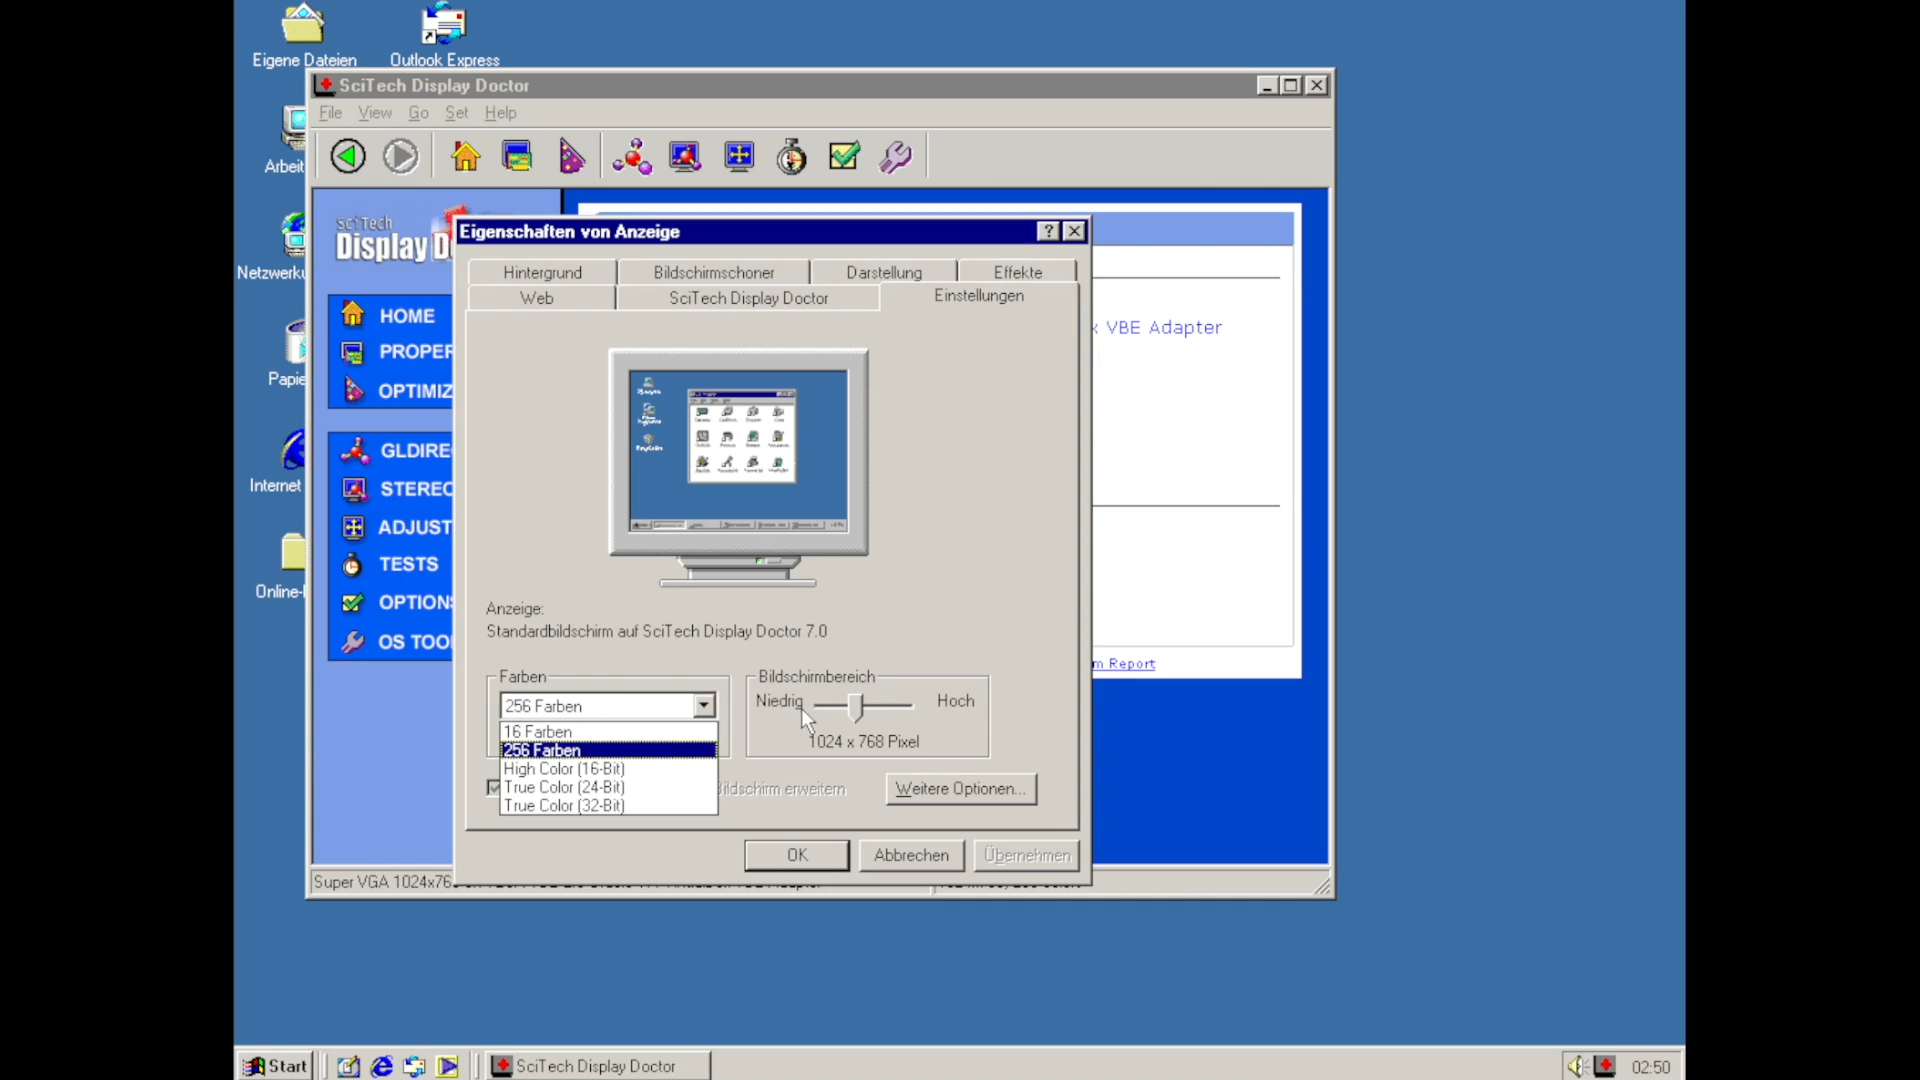 Eigene Dateien
Outlook Express
SciTech Display Doctor
File View Go Set Help
SciTech
Display D
Netzwerku
Papie
Internet
Online-
HOME
PROPER
OPTIMIZ
GLDIRE
STEREO
ADJUST
TESTS
OPTIONS
OS TOO
Eigenschaften von Anzeige
Hintergrund Bildschirmschoner Darstellung Effekte
Web SciTech Display Doctor Einstellungen
x VBE Adapter
Anzeige:
Standardbildschirm auf SciTech Display Doctor 7.0
m Report
Farben
256 Farben
16 Farben
256 Farben
High Color (16-Bit)
True Color (24-Bit)
True Color (32-Bit)
Bildschirmbereich
Niedrig Hoch
1024 x 768 Pixel
Bildschirm erweitern
Weitere Optionen...
OK Abbrechen Übernehmen
Super VGA 1024x76
Start SciTech Display Doctor 02:50